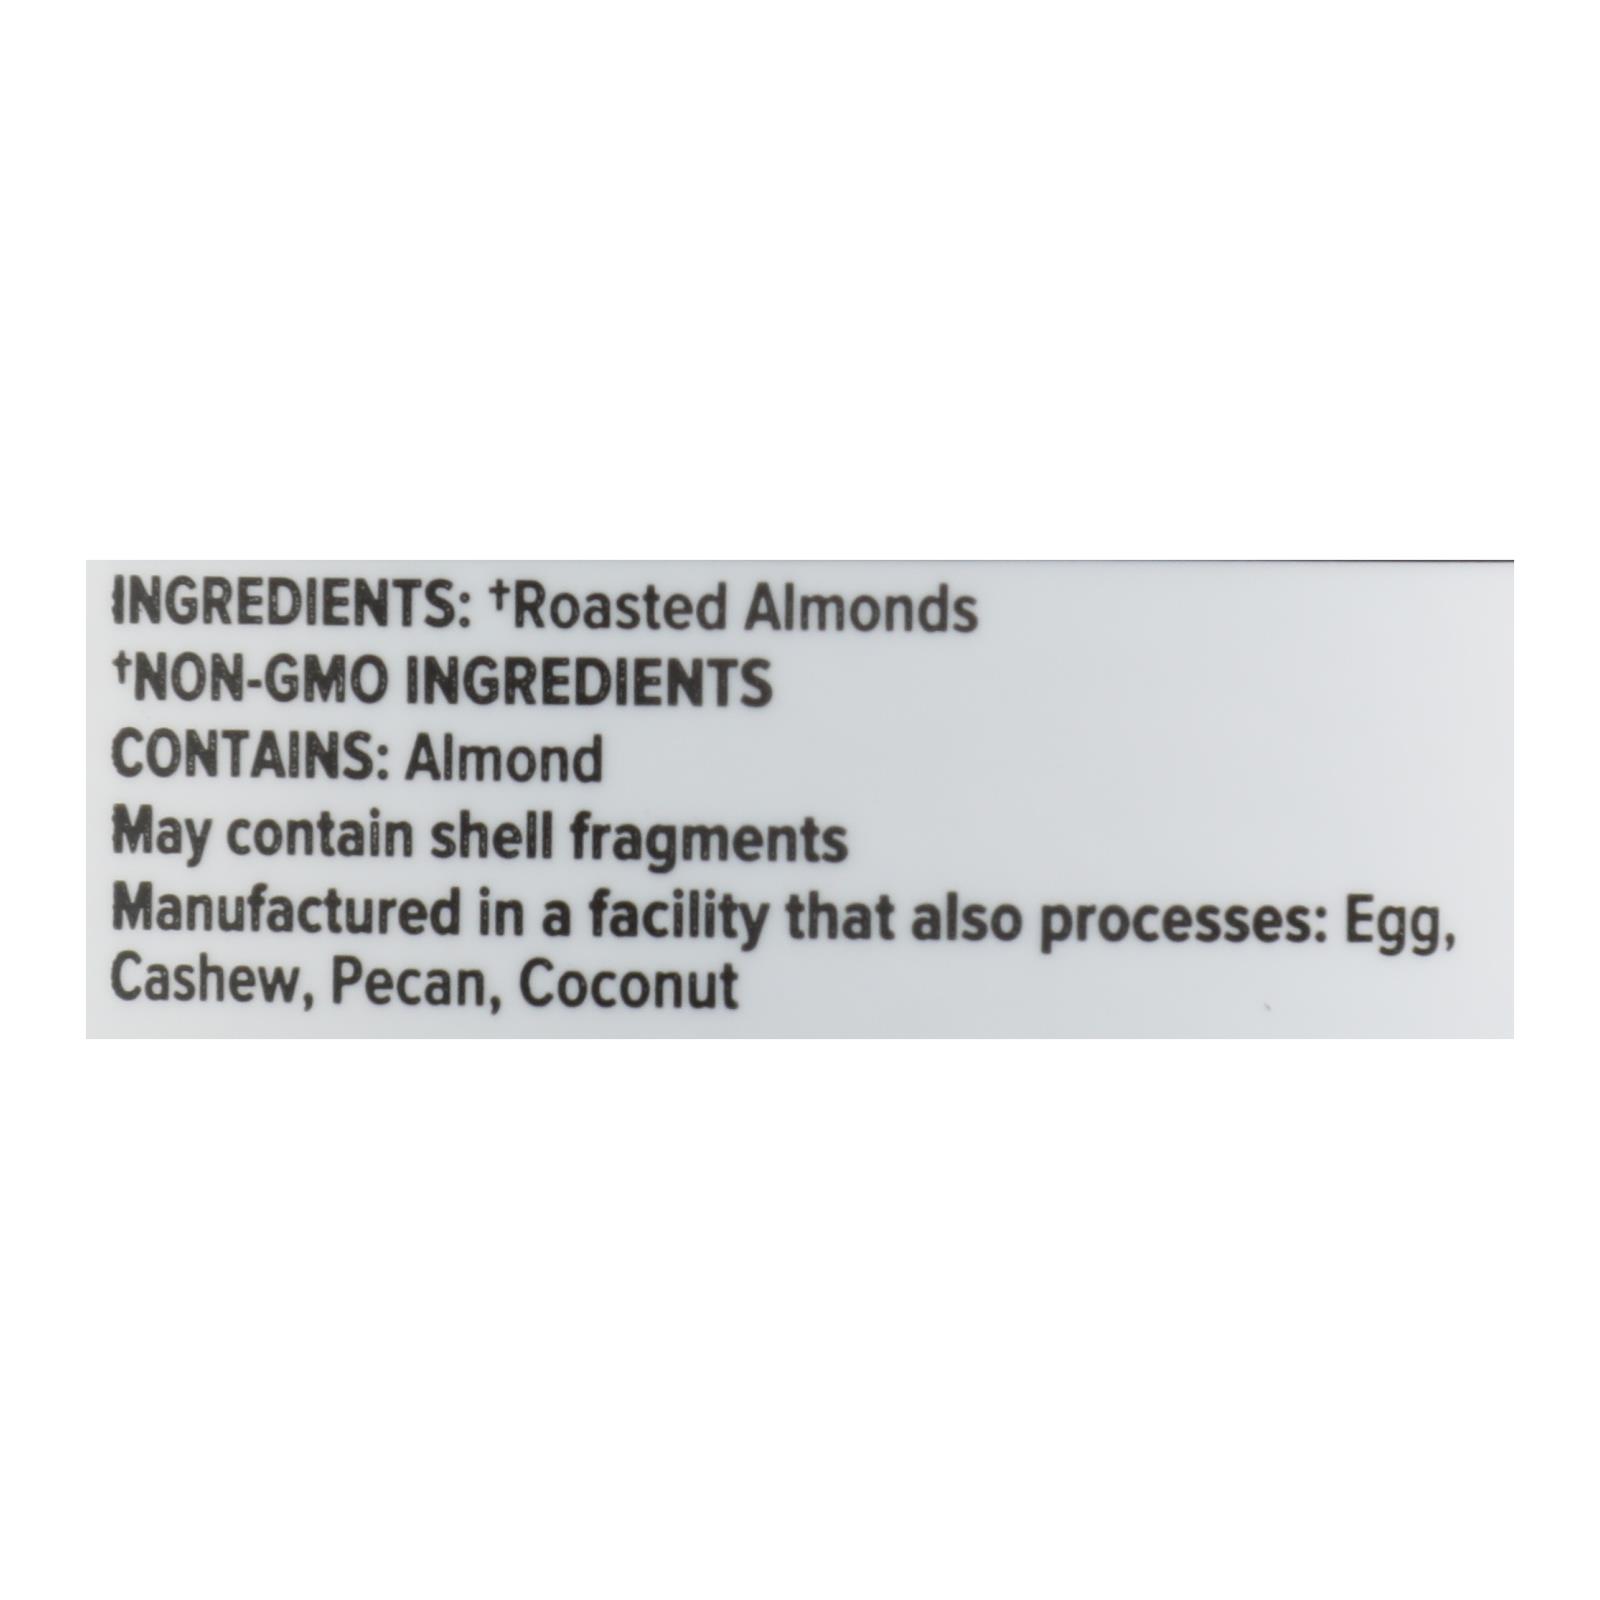 INGREDIENTS: †Roasted Almonds
†NON-GMO INGREDIENTS
CONTAINS: Almond
May contain shell fragments
Manufactured in a facility that also processes: Egg,
Cashew, Pecan, Coconut